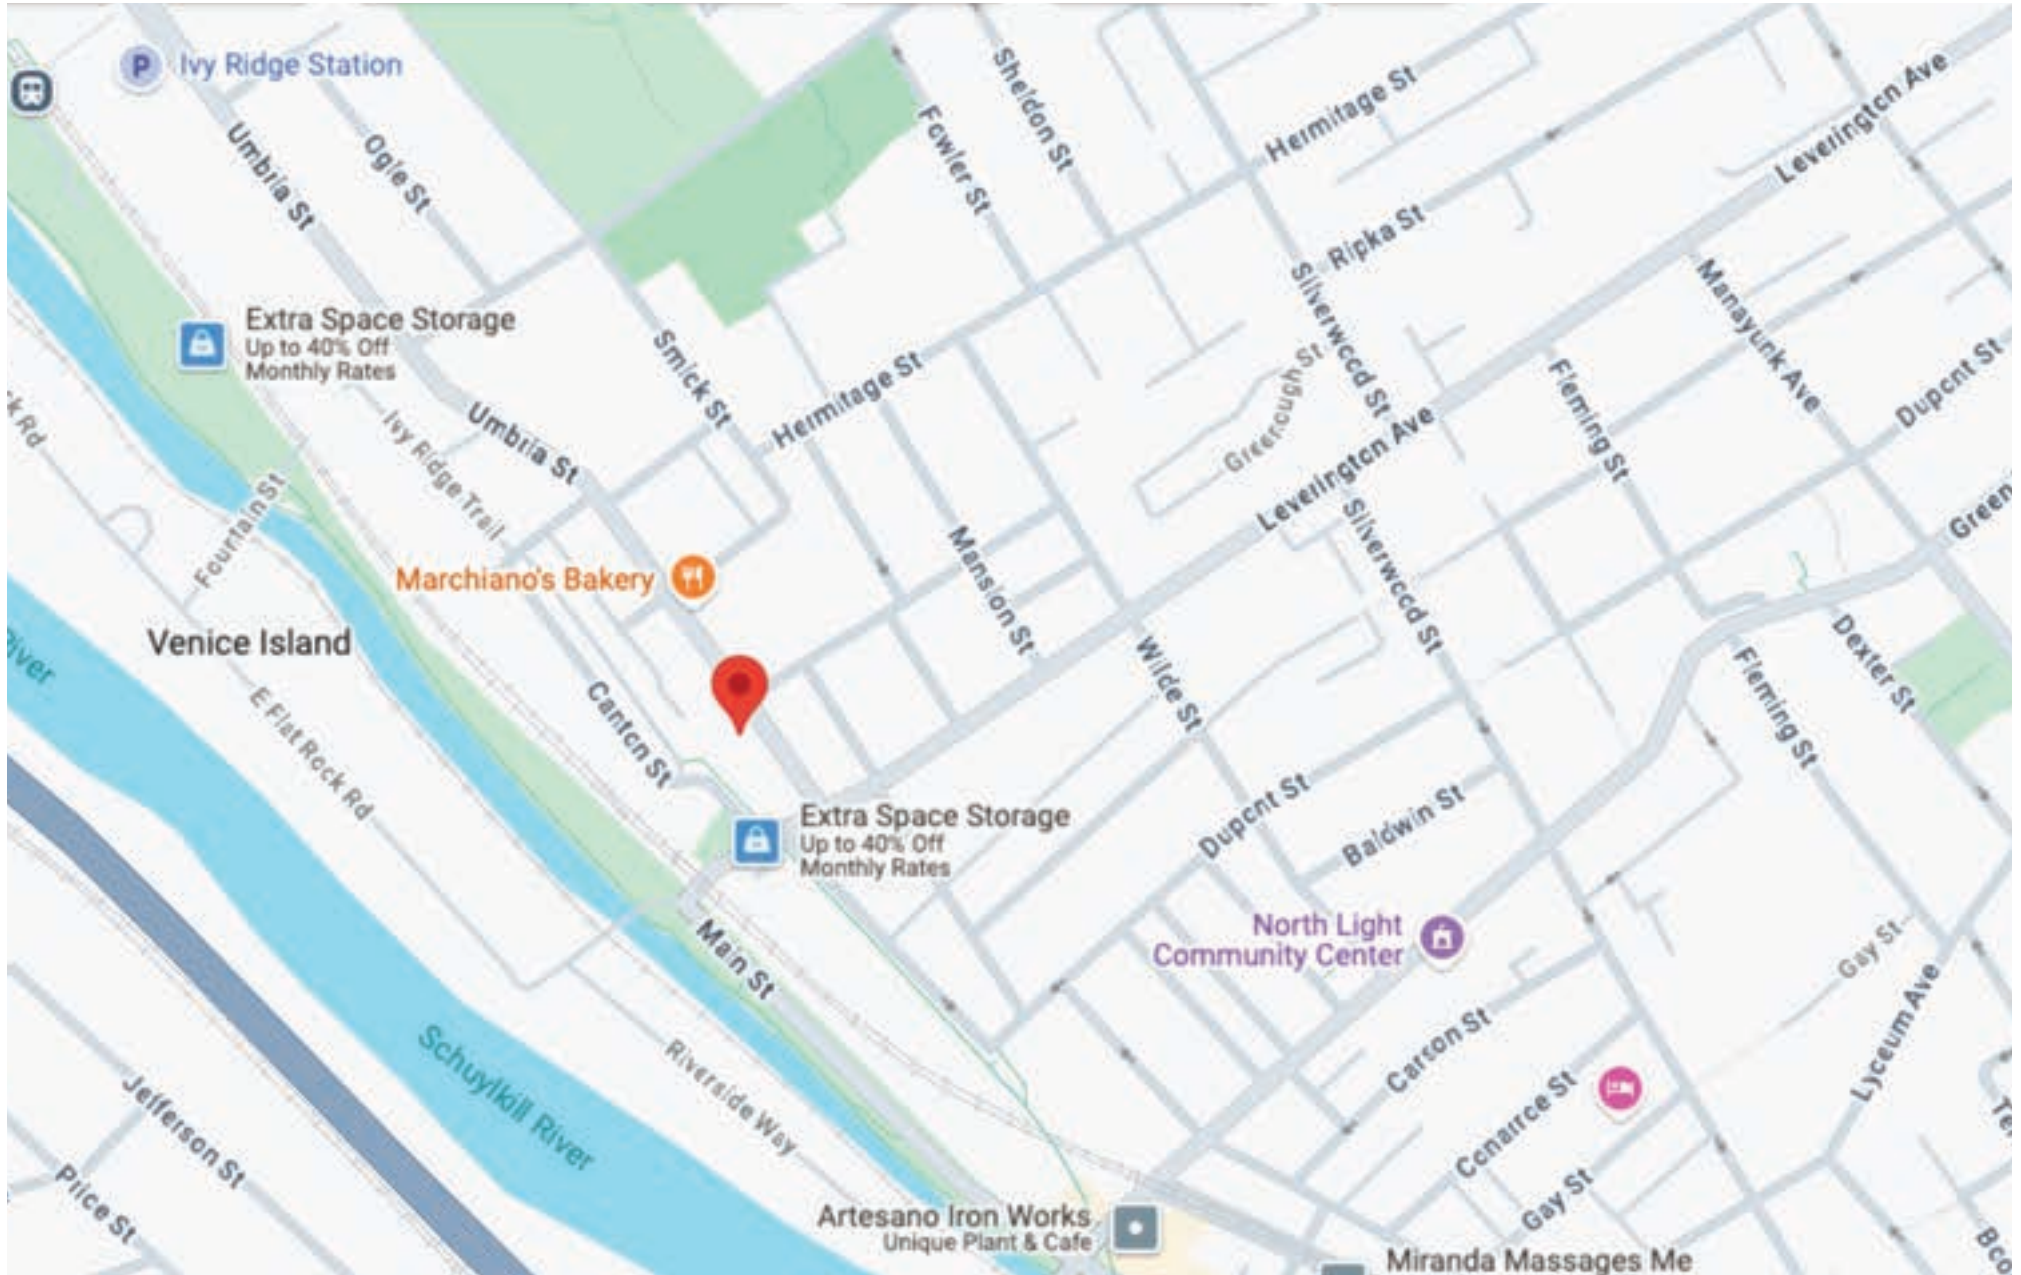 P
Ivy Ridge Station
Umbria St
Ogle St
Fowler St
Sheldon St
Hermitage St
Leverington Ave
Ripka St
Silverwood St
Manayunk Ave
Dupont St
Extra Space Storage
Up to 40% Off
Monthly Rates
Smick St
Hermitage St
Greenough St
Fleming St
Umbria St
Ivy Ridge Trail
Leverington Ave
ck Rd
Fountain St
Green
Marchiano's Bakery
Mansion St
Silverwood St
Venice Island
River
Canton St
Wilde St
Dexter St
Fleming St
E Flat Rock Rd
Dupont St
Baldwin St
Extra Space Storage
Up to 40% Off
Monthly Rates
Main St
North Light
Community Center
Gay St
Lyceum Ave
Schuylkill River
Riverside Way
Carson St
Conarroe St
Jefferson St
Price St
Gay St
Te
Artesano Iron Works
Unique Plant & Cafe
Boo
Miranda Massages Me